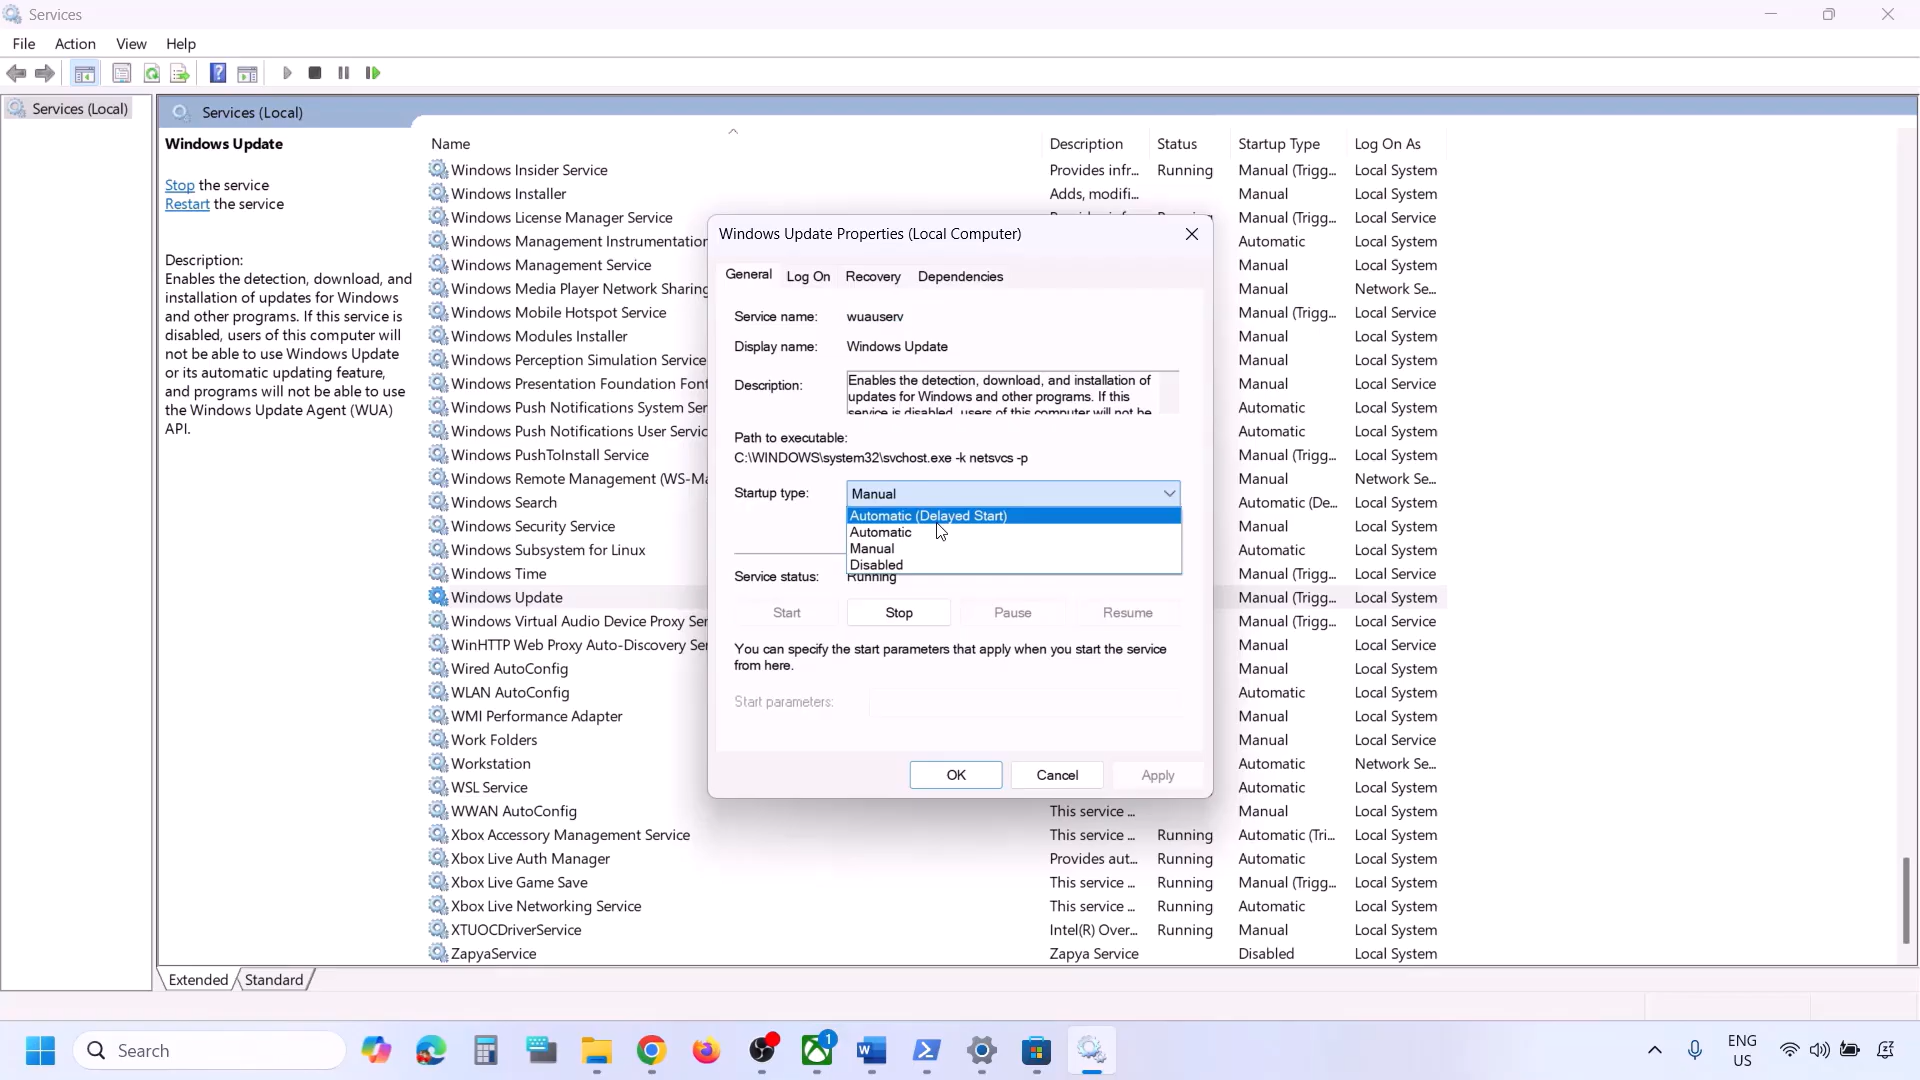 Services
File Action View Help
Services (Local)
Services (Local)
Windows Update
Stop the service
Restart the service
Description:
Enables the detection, download, and
installation of updates for Windows
and other programs. If this service is
disabled, users of this computer will
not be able to use Windows Update
or its automatic updating feature,
and programs will not be able to use
the Windows Update Agent (WUA)
API.
Name Description Status Startup Type Log On As
Windows Insider Service Provides infr... Running Manual (Trigg... Local System
Windows Installer Adds, modifi... Manual Local System
Windows License Manager Service Manual (Trigg... Local Service
Windows Management Instrumentation Automatic Local System
Windows Management Service Manual Local System
Windows Media Player Network Sharing Manual Network Se...
Windows Mobile Hotspot Service Manual (Trigg... Local Service
Windows Modules Installer Manual Local System
Windows Perception Simulation Service Manual Local System
Windows Presentation Foundation Font Manual Local Service
Windows Push Notifications System Ser Automatic Local System
Windows Push Notifications User Servic Automatic Local System
Windows PushToInstall Service Manual (Trigg... Local System
Windows Remote Management (WS-Ma Manual Network Se...
Windows Search Automatic (De... Local System
Windows Security Service Manual Local System
Windows Subsystem for Linux Automatic Local System
Windows Time Manual (Trigg... Local Service
Windows Update Manual (Trigg... Local System
Windows Virtual Audio Device Proxy Ser Manual (Trigg... Local Service
WinHTTP Web Proxy Auto-Discovery Ser Manual Local Service
Wired AutoConfig Manual Local System
WLAN AutoConfig Automatic Local System
WMI Performance Adapter Manual Local System
Work Folders Manual Local Service
Workstation Automatic Network Se...
WSL Service Automatic Local System
WWAN AutoConfig This service ... Manual Local System
Xbox Accessory Management Service This service ... Running Automatic (Tri... Local System
Xbox Live Auth Manager Provides aut... Running Automatic Local System
Xbox Live Game Save This service ... Running Manual (Trigg... Local System
Xbox Live Networking Service This service ... Running Automatic Local System
XTUOCDriverService Intel(R) Over... Running Manual Local System
ZapyaService Zapya Service Disabled Local System
Windows Update Properties (Local Computer)
General Log On Recovery Dependencies
Service name: wuauserv
Display name: Windows Update
Description: Enables the detection, download, and installation of
updates for Windows and other programs. If this
service is disabled, users of this computer will not be
Path to executable:
C:\WINDOWS\system32\svchost.exe -k netsvcs -p
Startup type: Manual
Automatic (Delayed Start)
Automatic
Manual
Disabled
Service status: Running
Start Stop Pause Resume
You can specify the start parameters that apply when you start the service
from here.
Start parameters:
OK Cancel Apply
Extended Standard
Search
1
ENG
US